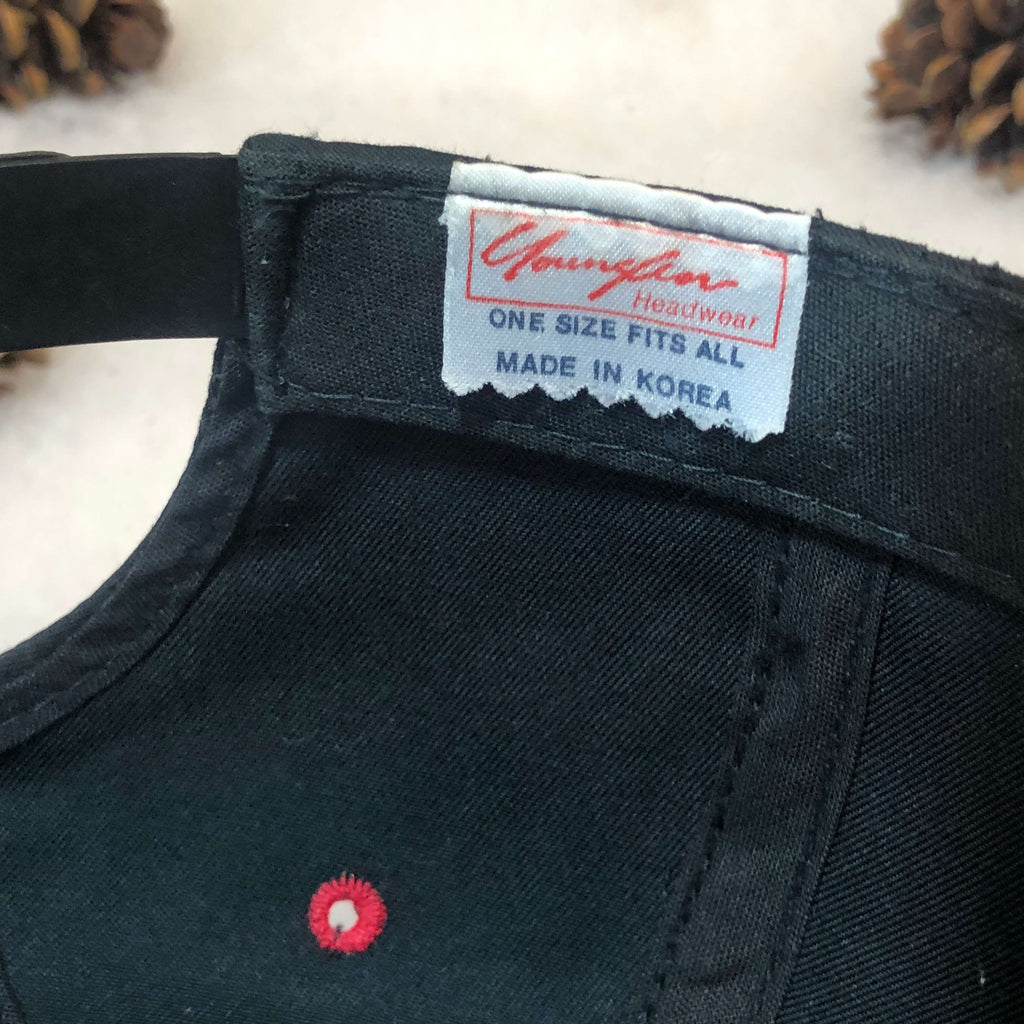 Youngan
Headwear
ONE SIZE FITS ALL
MADE IN KOREA